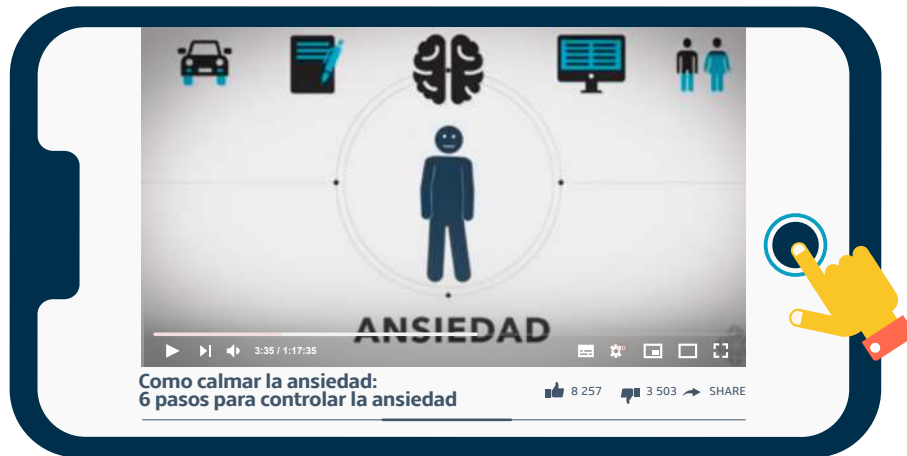 ANSIEDAD
3:35 / 1:17:35
Como calmar la ansiedad:
6 pasos para controlar la ansiedad
8 257
3 503
SHARE